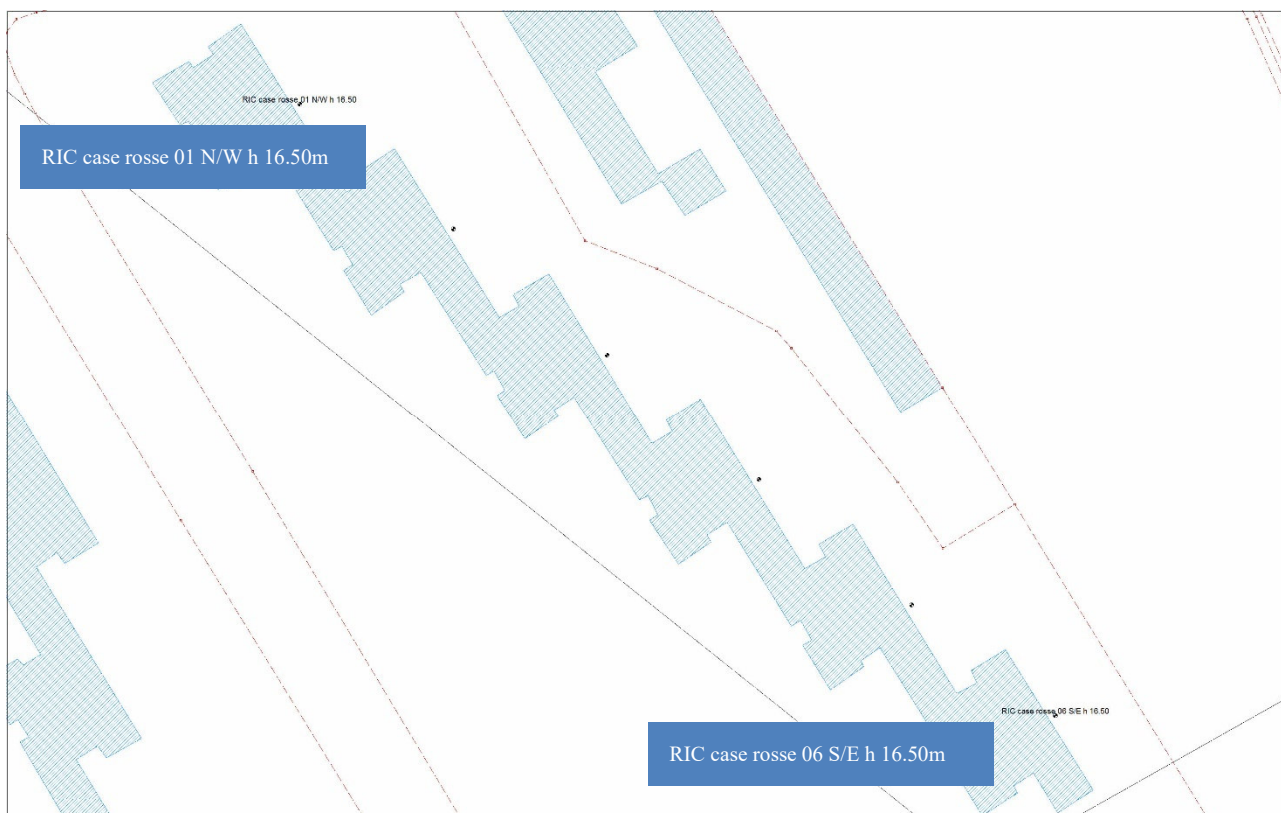 RIC case rosse 01 N/W h 16.50
RIC case rosse 01 N/W h 16.50m
RIC case rosse 06 S/E h 16.50
RIC case rosse 06 S/E h 16.50m